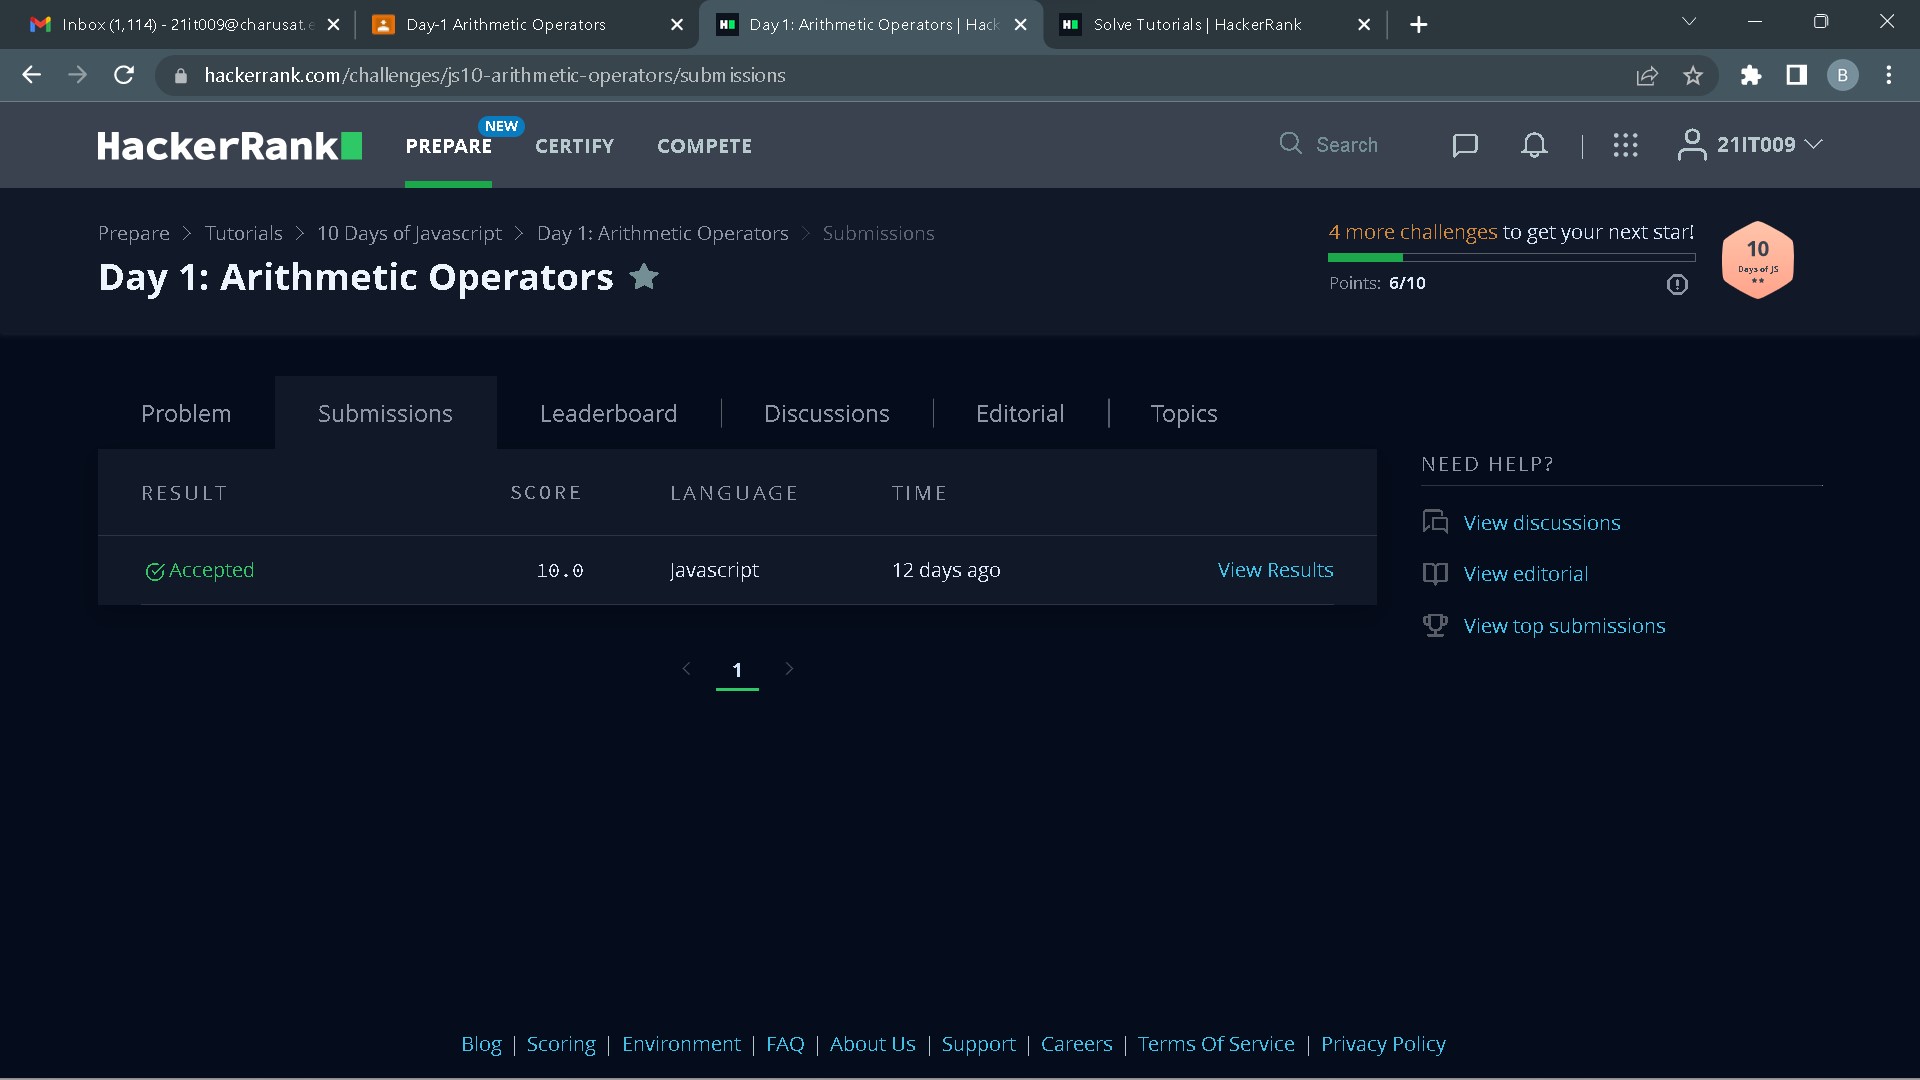 Inbox (1,114) - 21it009@charusat.e
Day-1 Arithmetic Operators
Day 1: Arithmetic Operators | Hack
Solve Tutorials | HackerRank
hackerrank.com/challenges/js10-arithmetic-operators/submissions
B
HackerRank
PREPARE
NEW
CERTIFY
COMPETE
Search
21IT009
Prepare > Tutorials > 10 Days of Javascript > Day 1: Arithmetic Operators > Submissions
Day 1: Arithmetic Operators
4 more challenges to get your next star!
Points: 6/10
10
Days of JS
Problem
Submissions
Leaderboard
Discussions
Editorial
Topics
RESULT SCORE LANGUAGE TIME
Accepted 10.0 Javascript 12 days ago View Results
1
NEED HELP?
View discussions
View editorial
View top submissions
Blog | Scoring | Environment | FAQ | About Us | Support | Careers | Terms Of Service | Privacy Policy